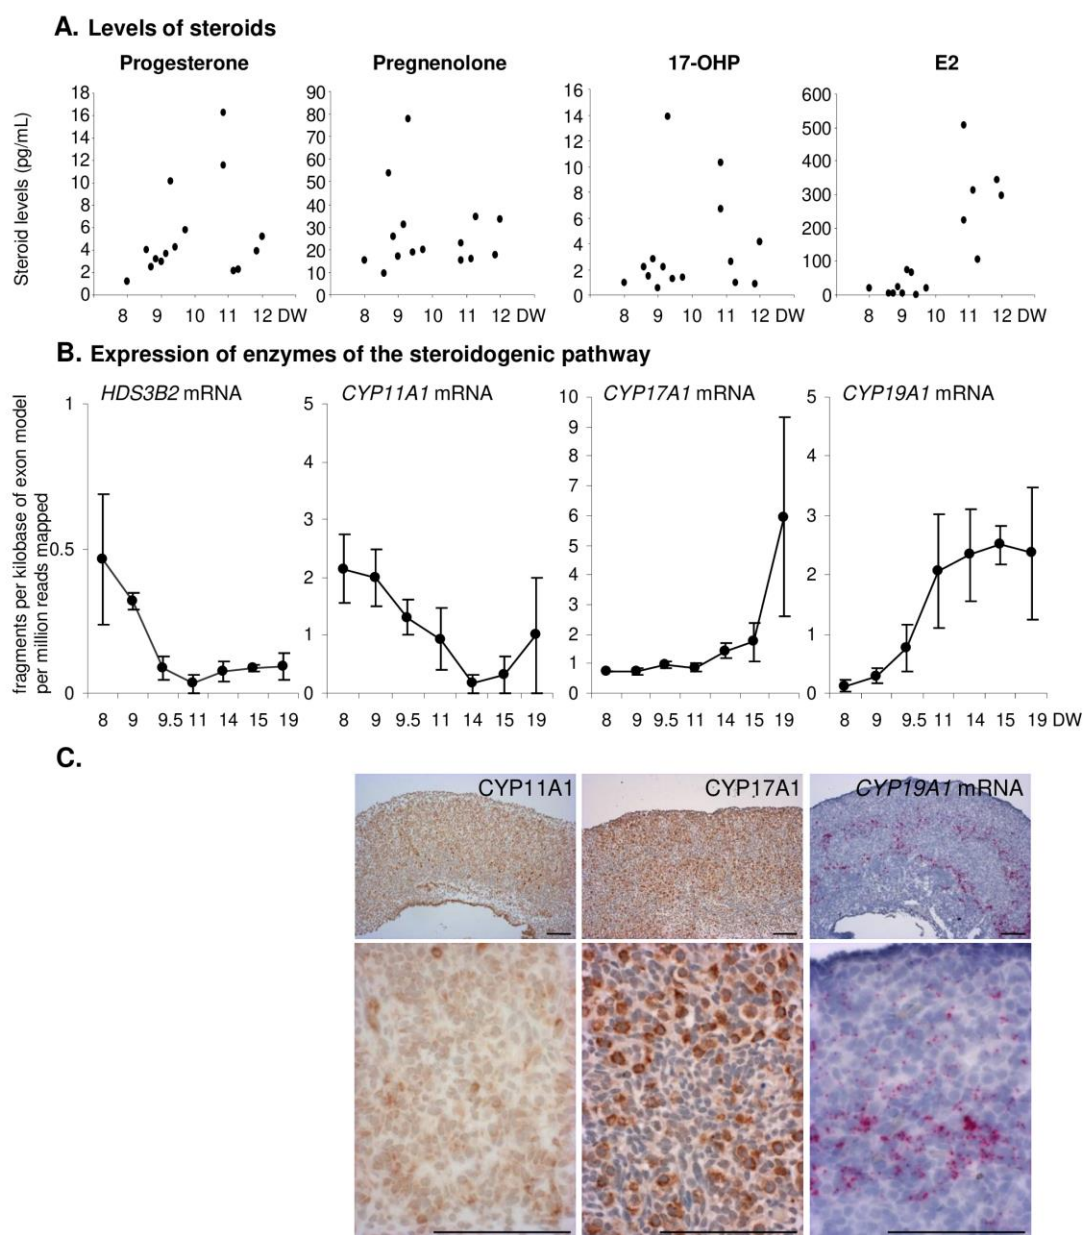 A. Levels of steroids
Progesterone
Pregnenolone
17-OHP
E2
Steroid levels (pg/mL)
18
16
14
12
10
8
6
4
2
0
8 9 10 11 12 DW
90
80
70
60
50
40
30
20
10
0
8 9 10 11 12 DW
16
14
12
10
8
6
4
2
0
8 9 10 11 12 DW
600
500
400
300
200
100
0
8 9 10 11 12 DW
B. Expression of enzymes of the steroidogenic pathway
HDS3B2 mRNA
CYP11A1 mRNA
CYP17A1 mRNA
CYP19A1 mRNA
fragments per kilobase of exon model
per million reads mapped
1
0.5
0
8 9 9.5 11 14 15 19
5
4
3
2
1
0
8 9 9.5 11 14 15 19
10
9
8
7
6
5
4
3
2
1
0
8 9 9.5 11 14 15 19
5
4
3
2
1
0
8 9 9.5 11 14 15 19 DW
C.
CYP11A1
CYP17A1
CYP19A1 mRNA